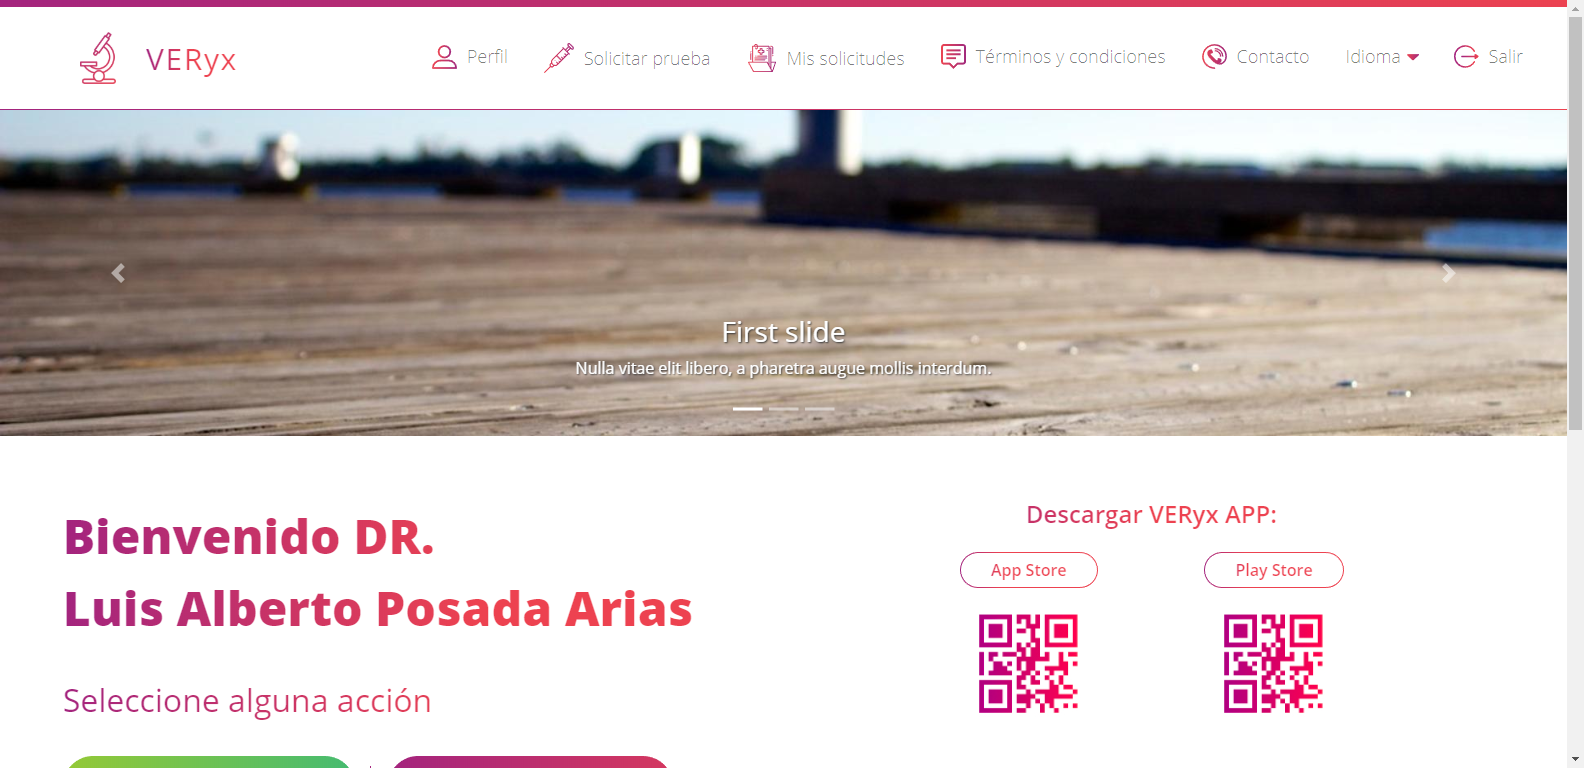 VERyx
Perfil
Solicitar prueba
Mis solicitudes
Términos y condiciones
Contacto
Idioma
Salir
First slide
Nulla vitae elit libero, a pharetra augue mollis interdum.
Bienvenido DR.
Luis Alberto Posada Arias
Seleccione alguna acción
Descargar VERyx APP:
App Store
Play Store